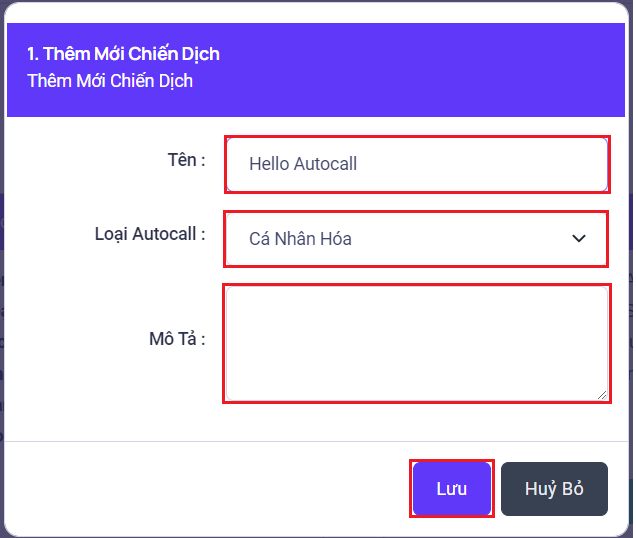 1. Thêm Mới Chiến Dịch
Thêm Mới Chiến Dịch
Tên :
Hello Autocall
Loại Autocall :
Cá Nhân Hóa
Mô Tả :
Lưu
Huỷ Bỏ